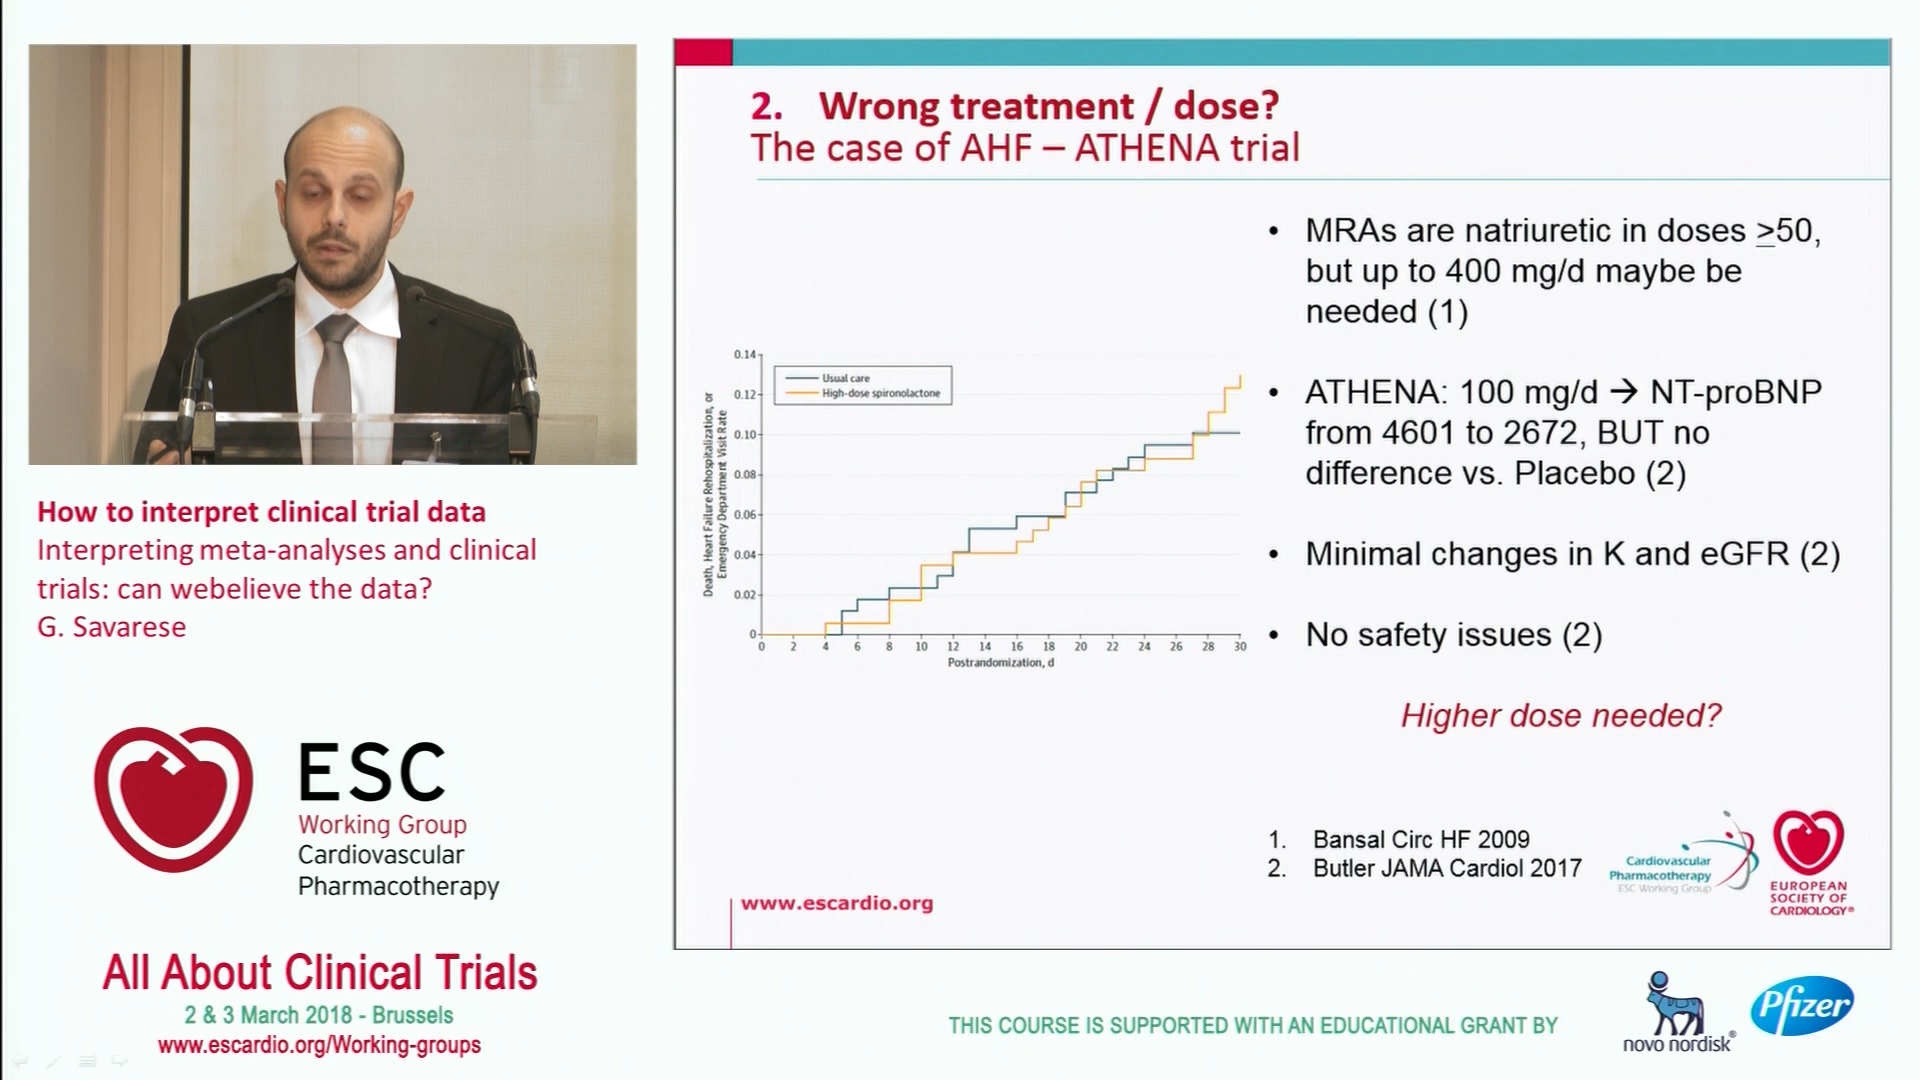 2. Wrong treatment / dose?
The case of AHF – ATHENA trial
• MRAs are natriuretic in doses ≥50,
but up to 400 mg/d maybe be
needed (1)
• ATHENA: 100 mg/d → NT-proBNP
from 4601 to 2672, BUT no
difference vs. Placebo (2)
• Minimal changes in K and eGFR (2)
• No safety issues (2)
Higher dose needed?
Death, Heart Failure Rehospitalization, or
Emergency Department Visit Rate
0.14
0.12
0.10
0.08
0.06
0.04
0.02
0
Usual care
High-dose spironolactone
0 2 4 6 8 10 12 14 16 18 20 22 24 26 28 30
Postrandomization, d
1. Bansal Circ HF 2009
2. Butler JAMA Cardiol 2017
Cardiovascular
Pharmacotherapy
ESC Working Group
EUROPEAN
SOCIETY OF
CARDIOLOGY®
www.escardio.org
How to interpret clinical trial data
Interpreting meta-analyses and clinical
trials: can webelieve the data?
G. Savarese
ESC
Working Group
Cardiovascular
Pharmacotherapy
All About Clinical Trials
2 & 3 March 2018 - Brussels
www.escardio.org/Working-groups
THIS COURSE IS SUPPORTED WITH AN EDUCATIONAL GRANT BY
novo nordisk®
Pfizer